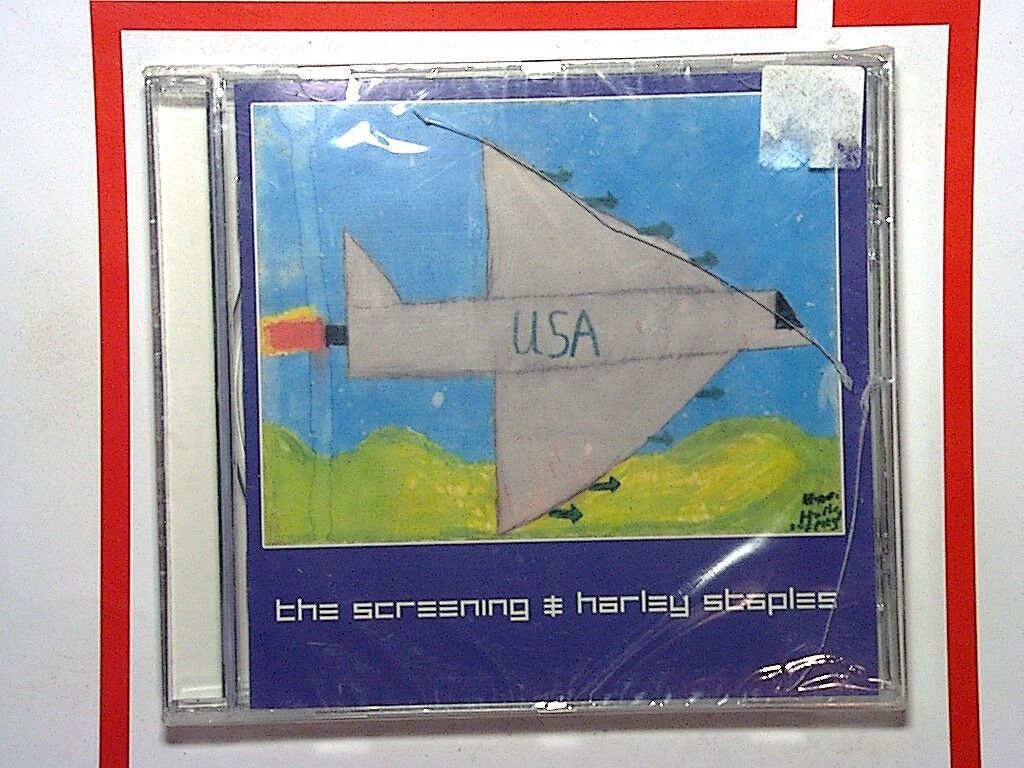 USA
the screening & harley staples